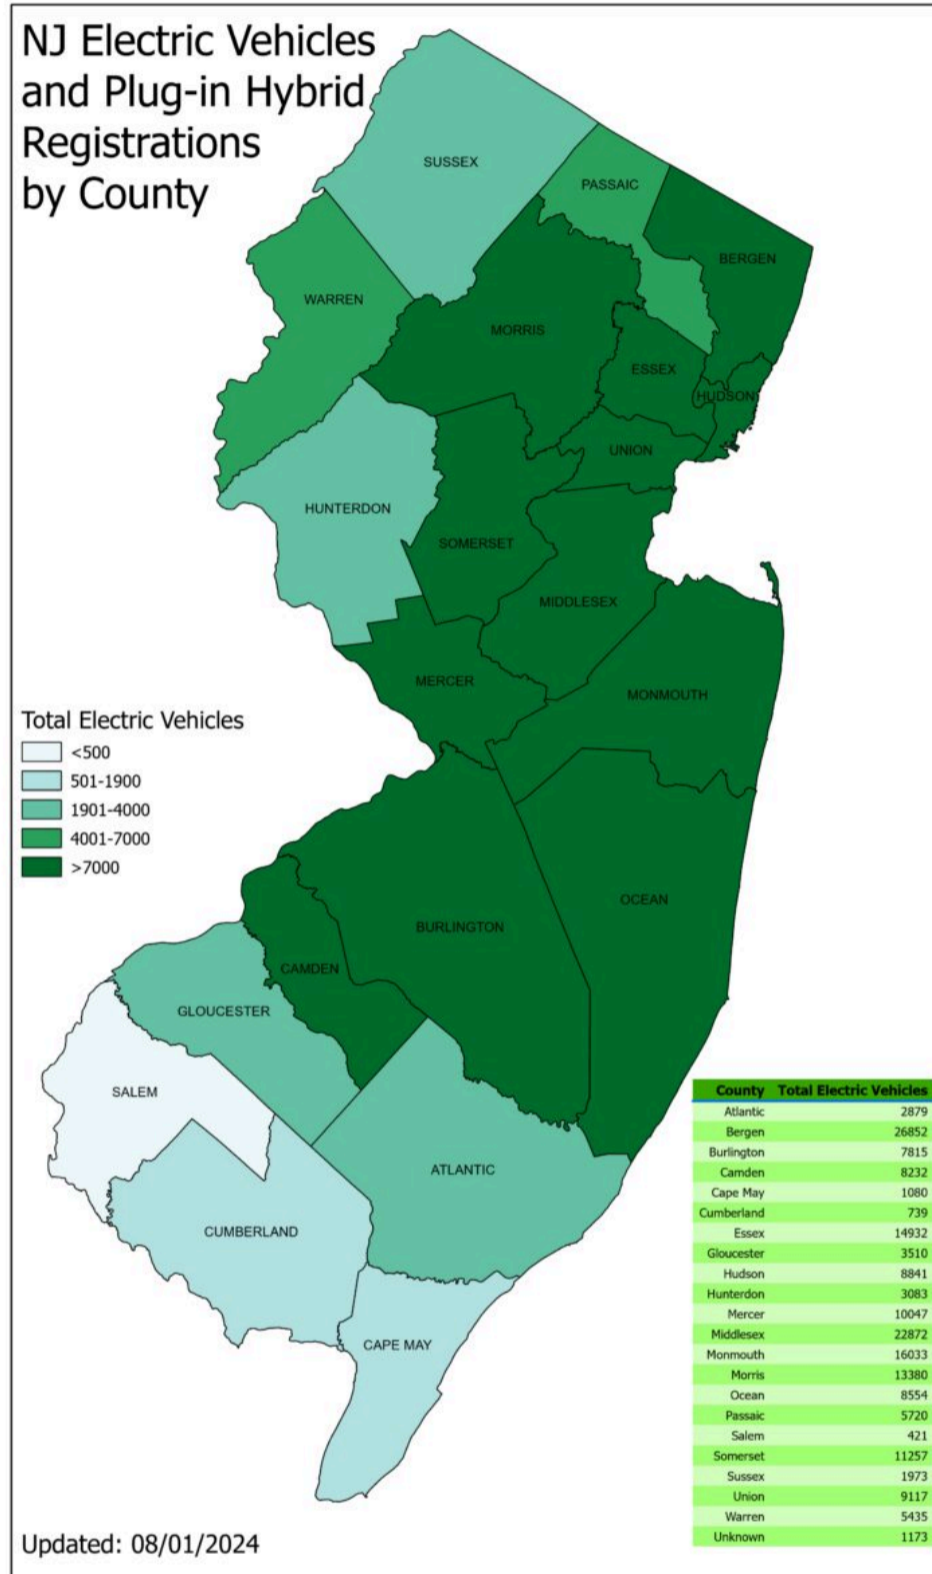 NJ Electric Vehicles
and Plug-in Hybrid
Registrations
by County
SUSSEX
PASSAIC
BERGEN
WARREN
MORRIS
ESSEX
HUDSON
UNION
HUNTERDON
SOMERSET
MIDDLESEX
MERCER
MONMOUTH
Total Electric Vehicles
<500
501-1900
1901-4000
4001-7000
>7000
OCEAN
BURLINGTON
CAMDEN
GLOUCESTER
SALEM
ATLANTIC
CUMBERLAND
CAPE MAY
County Total Electric Vehicles
Atlantic 2879
Bergen 26852
Burlington 7815
Camden 8232
Cape May 1080
Cumberland 739
Essex 14932
Gloucester 3510
Hudson 8841
Hunterdon 3083
Mercer 10047
Middlesex 22872
Monmouth 16033
Morris 13380
Ocean 8554
Passaic 5720
Salem 421
Somerset 11257
Sussex 1973
Union 9117
Warren 5435
Unknown 1173
Updated: 08/01/2024